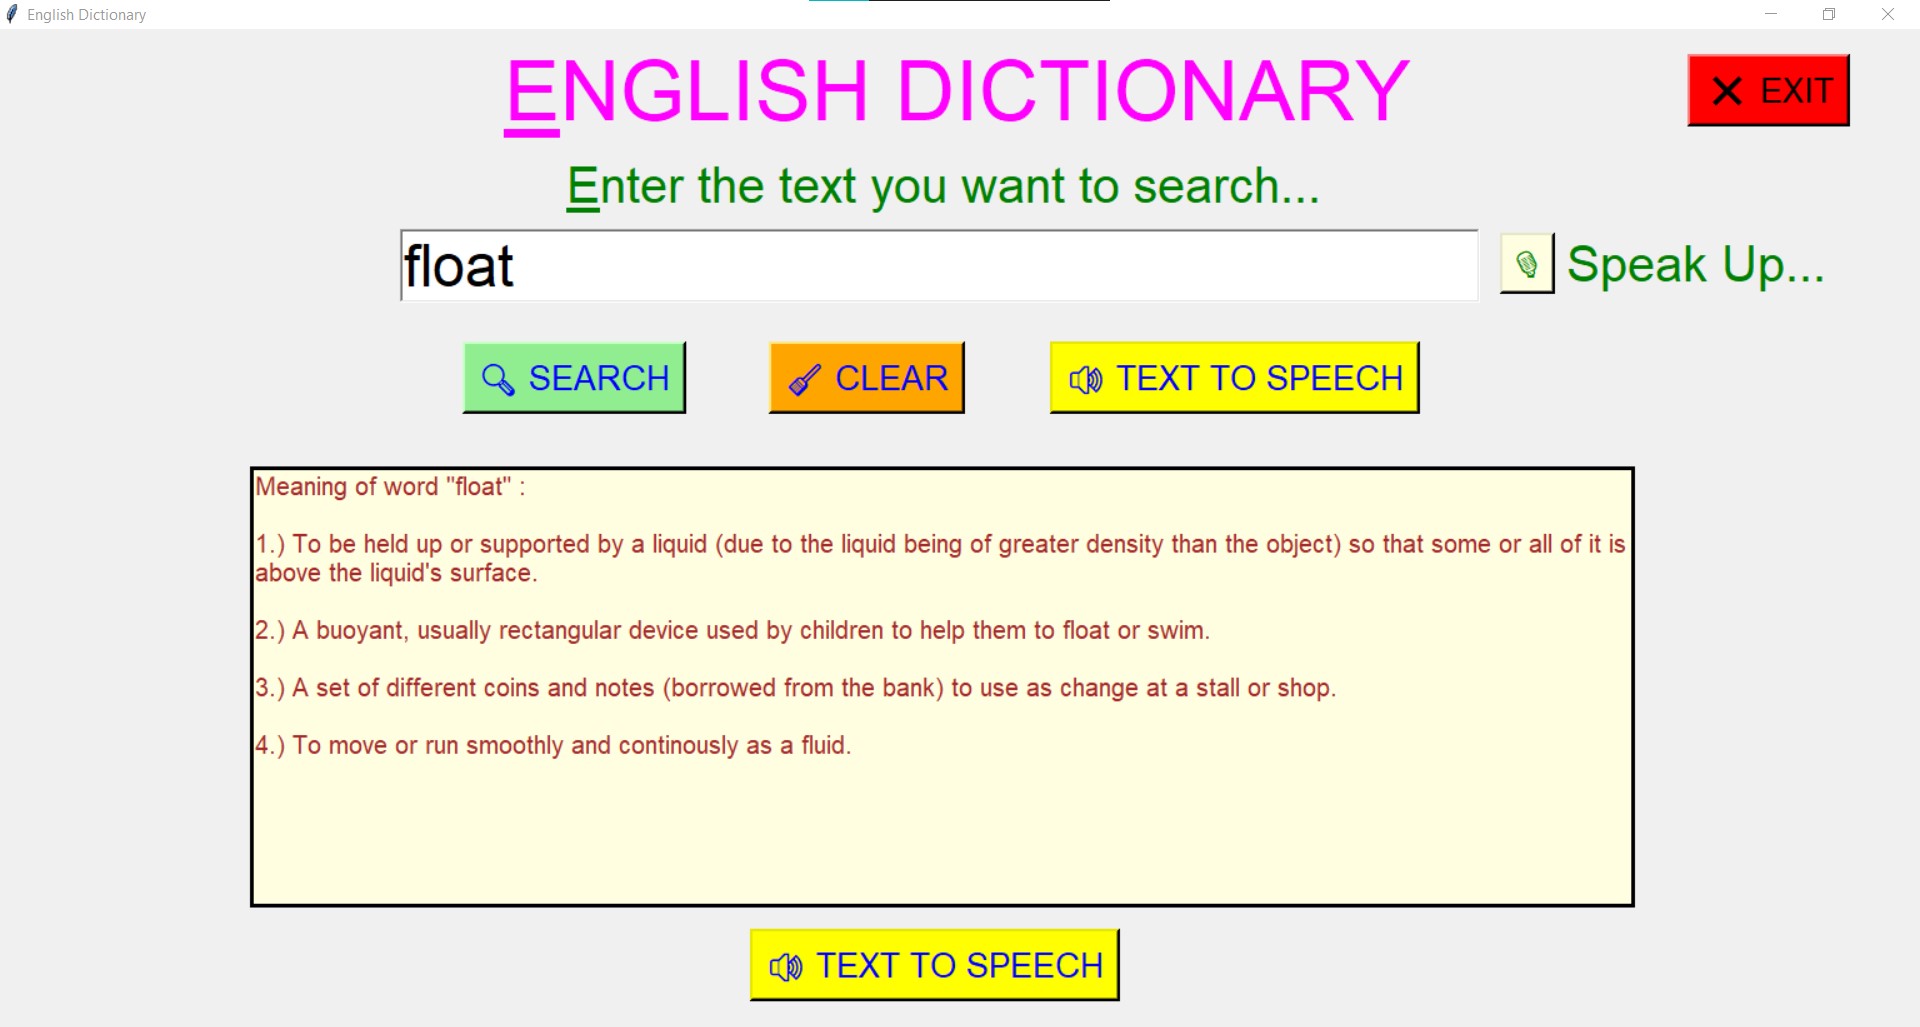 English Dictionary
ENGLISH DICTIONARY
EXIT
Enter the text you want to search...
float
Speak Up...
SEARCH
CLEAR
TEXT TO SPEECH
Meaning of word "float" :
1.) To be held up or supported by a liquid (due to the liquid being of greater density than the object) so that some or all of it is
above the liquid's surface.
2.) A buoyant, usually rectangular device used by children to help them to float or swim.
3.) A set of different coins and notes (borrowed from the bank) to use as change at a stall or shop.
4.) To move or run smoothly and continously as a fluid.
TEXT TO SPEECH